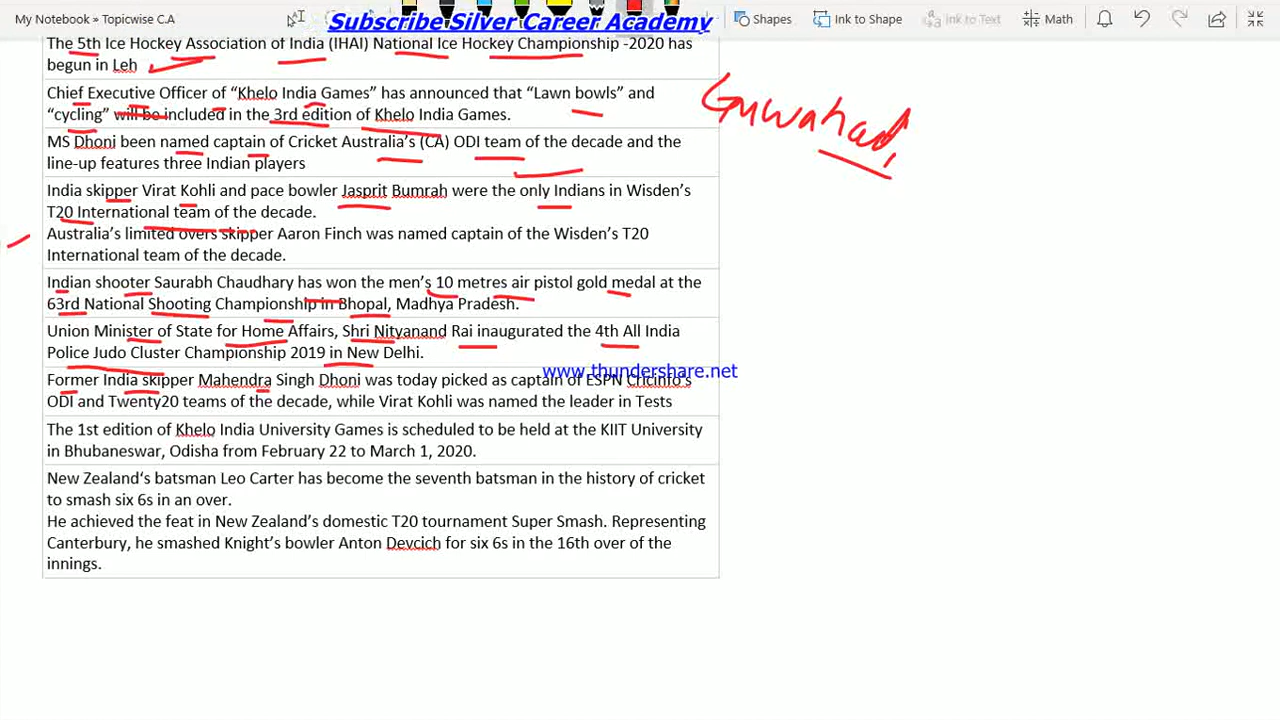 My Notebook » Topicwise C.A
Subscribe Silver Career Academy
Shapes
Ink to Shape
Ink to Text
Math
The 5th Ice Hockey Association of India (IHAI) National Ice Hockey Championship -2020 has
begun in Leh
Chief Executive Officer of “Khelo India Games” has announced that “Lawn bowls” and
“cycling” will be included in the 3rd edition of Khelo India Games.
MS Dhoni been named captain of Cricket Australia’s (CA) ODI team of the decade and the
line-up features three Indian players
India skipper Virat Kohli and pace bowler Jasprit Bumrah were the only Indians in Wisden’s
T20 International team of the decade.
Australia’s limited overs skipper Aaron Finch was named captain of the Wisden’s T20
International team of the decade.
Indian shooter Saurabh Chaudhary has won the men’s 10 metres air pistol gold medal at the
63rd National Shooting Championship in Bhopal, Madhya Pradesh.
Union Minister of State for Home Affairs, Shri Nityanand Rai inaugurated the 4th All India
Police Judo Cluster Championship 2019 in New Delhi.
Former India skipper Mahendra Singh Dhoni was today picked as captain of ESPN Cricinfo’s
ODI and Twenty20 teams of the decade, while Virat Kohli was named the leader in Tests
The 1st edition of Khelo India University Games is scheduled to be held at the KIIT University
in Bhubaneswar, Odisha from February 22 to March 1, 2020.
New Zealand‘s batsman Leo Carter has become the seventh batsman in the history of cricket
to smash six 6s in an over.
He achieved the feat in New Zealand’s domestic T20 tournament Super Smash. Representing
Canterbury, he smashed Knight’s bowler Anton Devcich for six 6s in the 16th over of the
innings.
www.thundershare.net